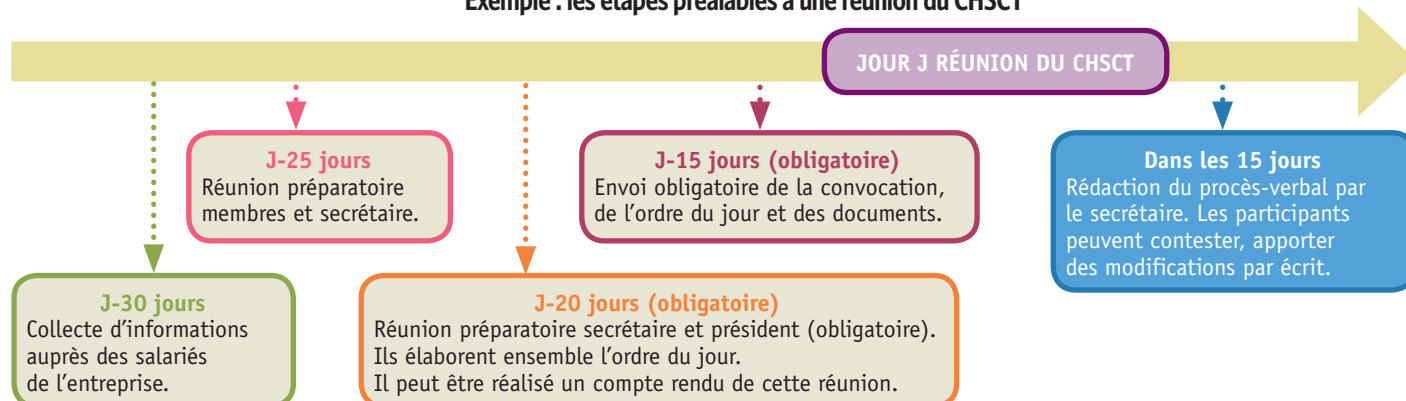 Exemple : les étapes préalables à une réunion du CHSCT
JOUR J RÉUNION DU CHSCT
J-25 jours
Réunion préparatoire
membres et secrétaire.
J-15 jours (obligatoire)
Envoi obligatoire de la convocation,
de l'ordre du jour et des documents.
Dans les 15 jours
Rédaction du procès-verbal par
le secrétaire. Les participants
peuvent contester, apporter
des modifications par écrit.
J-30 jours
Collecte d'informations
auprès des salariés
de l'entreprise.
J-20 jours (obligatoire)
Réunion préparatoire secrétaire et président (obligatoire).
Ils élaborent ensemble l'ordre du jour.
Il peut être réalisé un compte rendu de cette réunion.